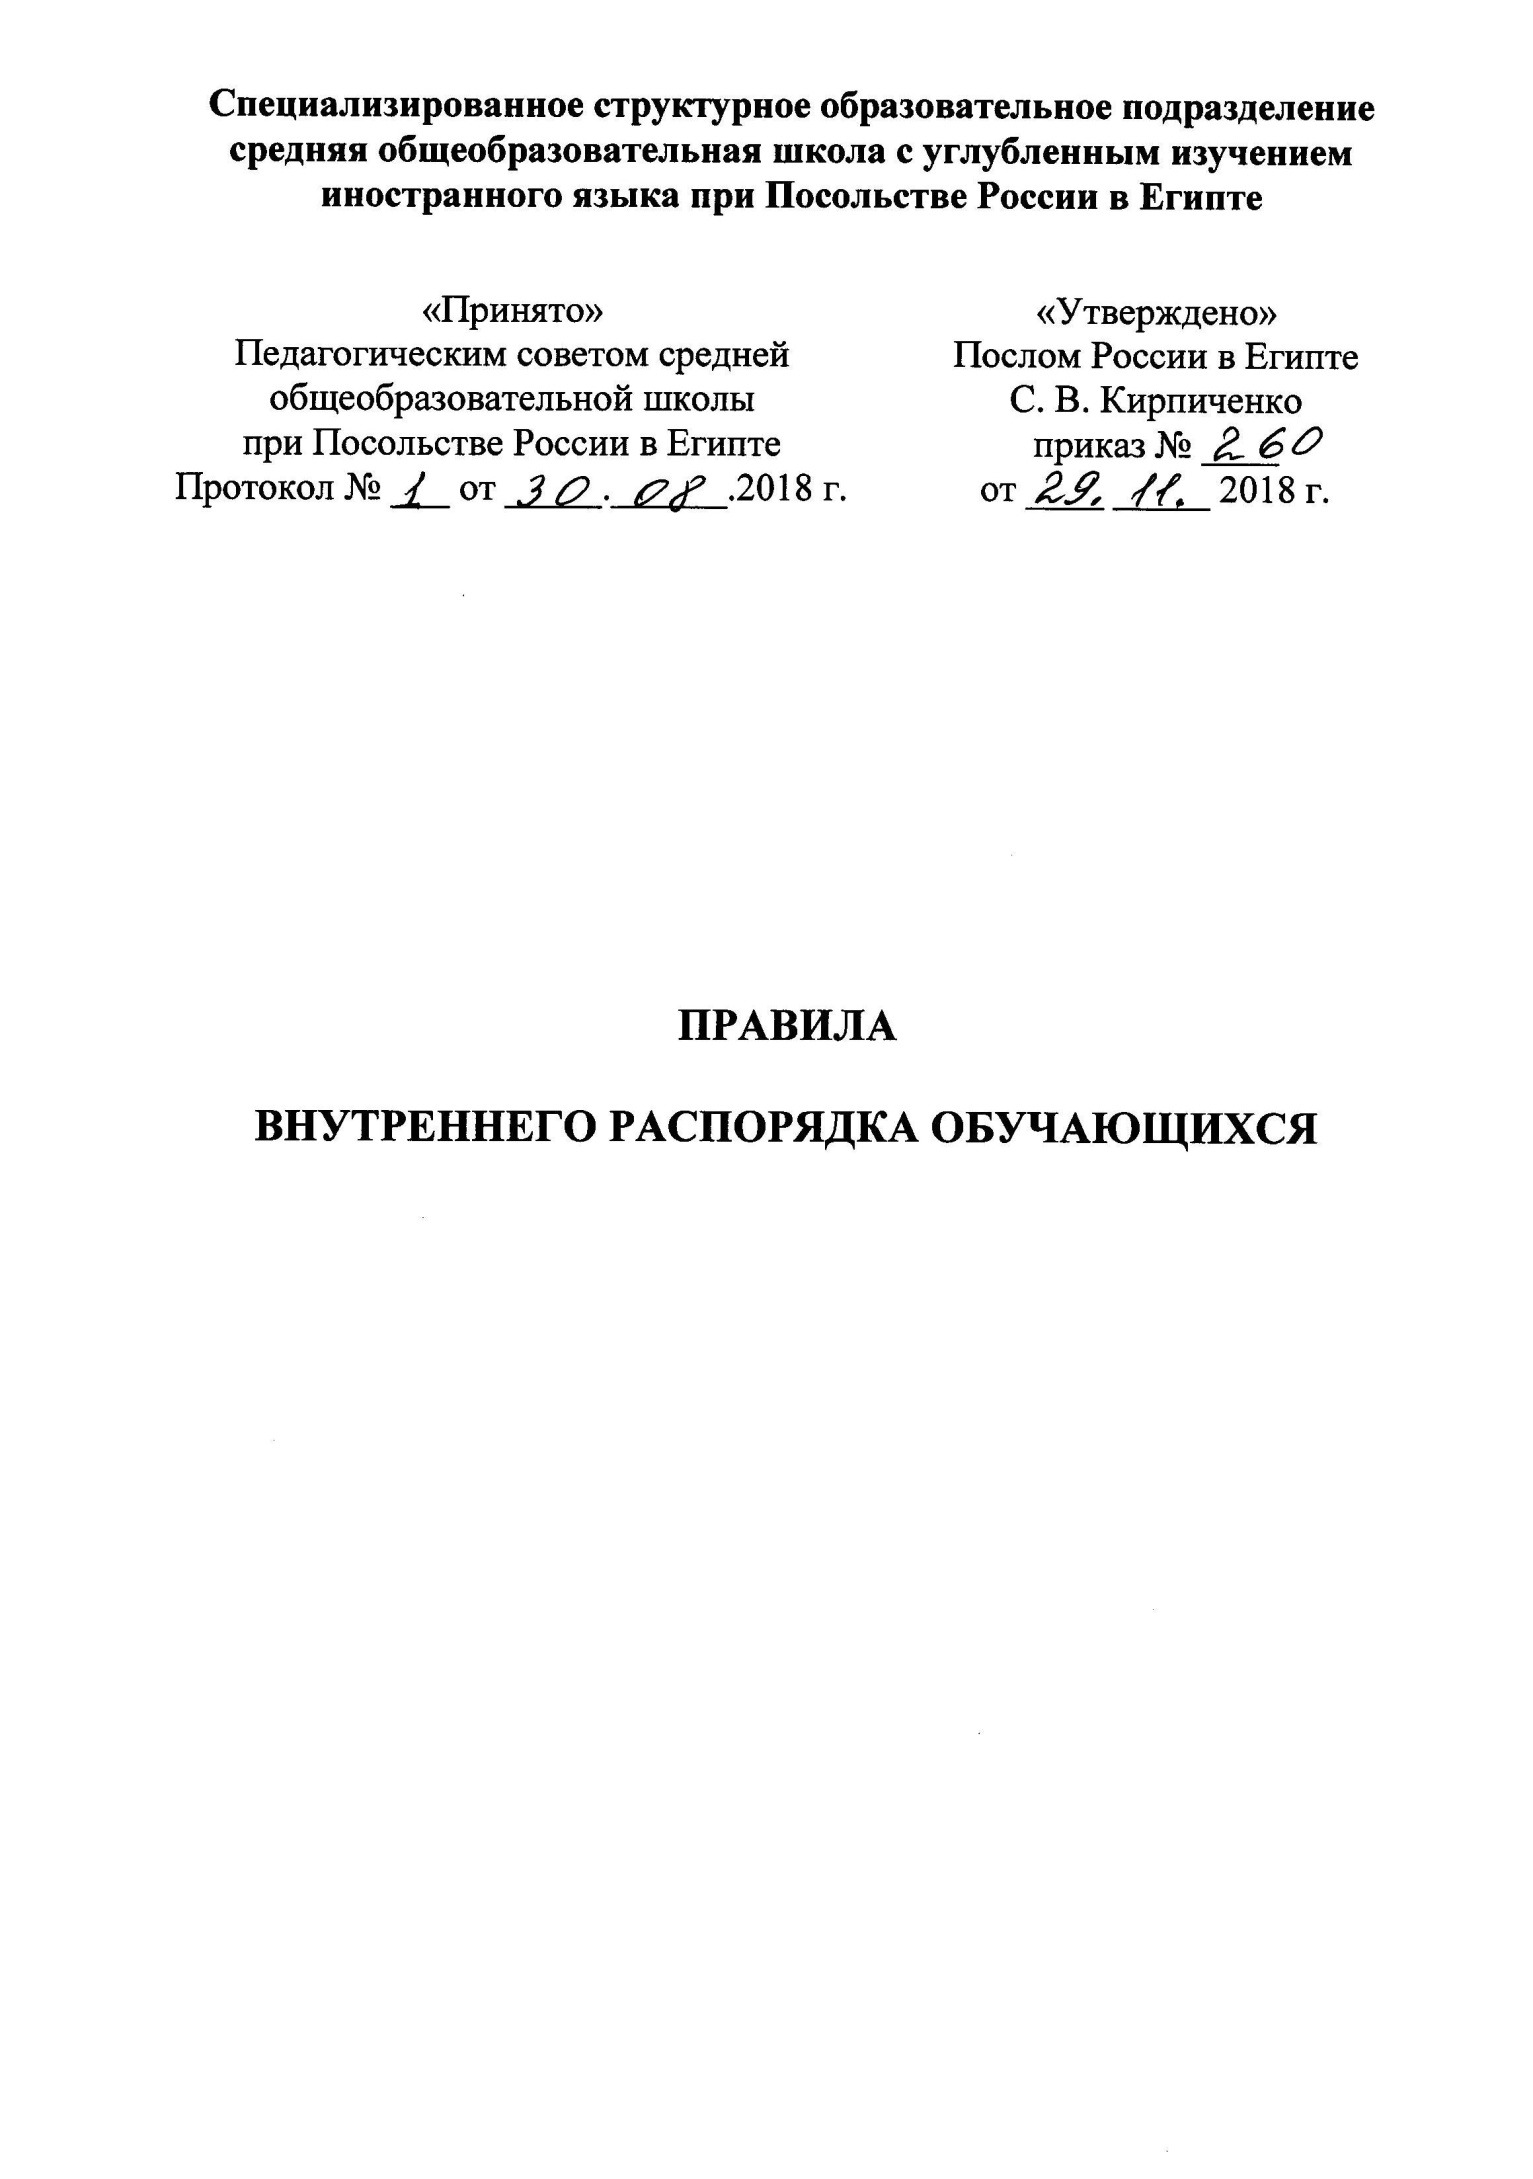 Специализированное структурное образовательное подразделение
средняя общеобразовательная школа с углубленным изучением
иностранного языка при Посольстве России в Египте
«Принято»
Педагогическим советом средней
общеобразовательной школы
при Посольстве России в Египте
Протокол № 1 от 30.08.2018 г.
«Утверждено»
Послом России в Египте
С. В. Кирпиченко
приказ № 260
от 29. 11. 2018 г.
ПРАВИЛА
ВНУТРЕННЕГО РАСПОРЯДКА ОБУЧАЮЩИХСЯ